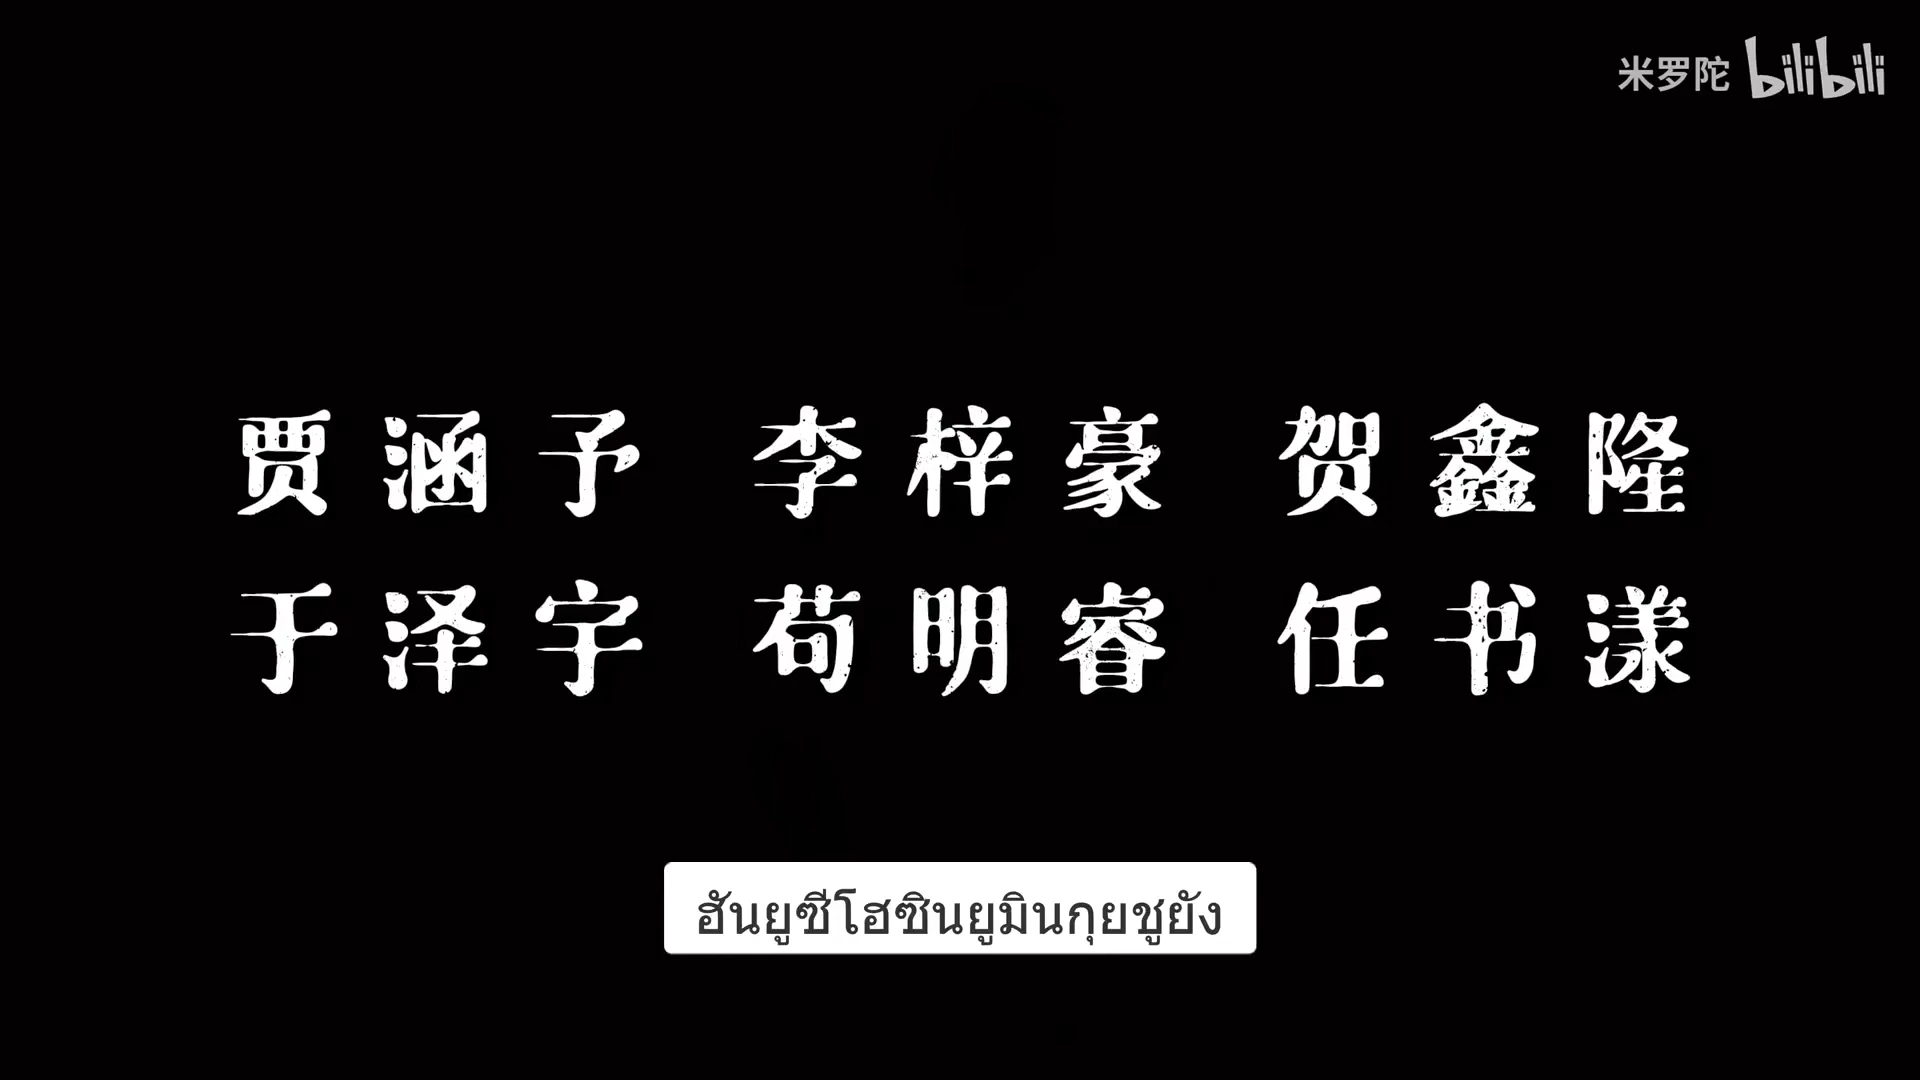 米罗陀 bilibili
贾涵予 李梓豪 贺鑫隆
于泽宇 苟明睿 任书漾
ฮันยูซีโฮซินยูมินกุยชูยัง